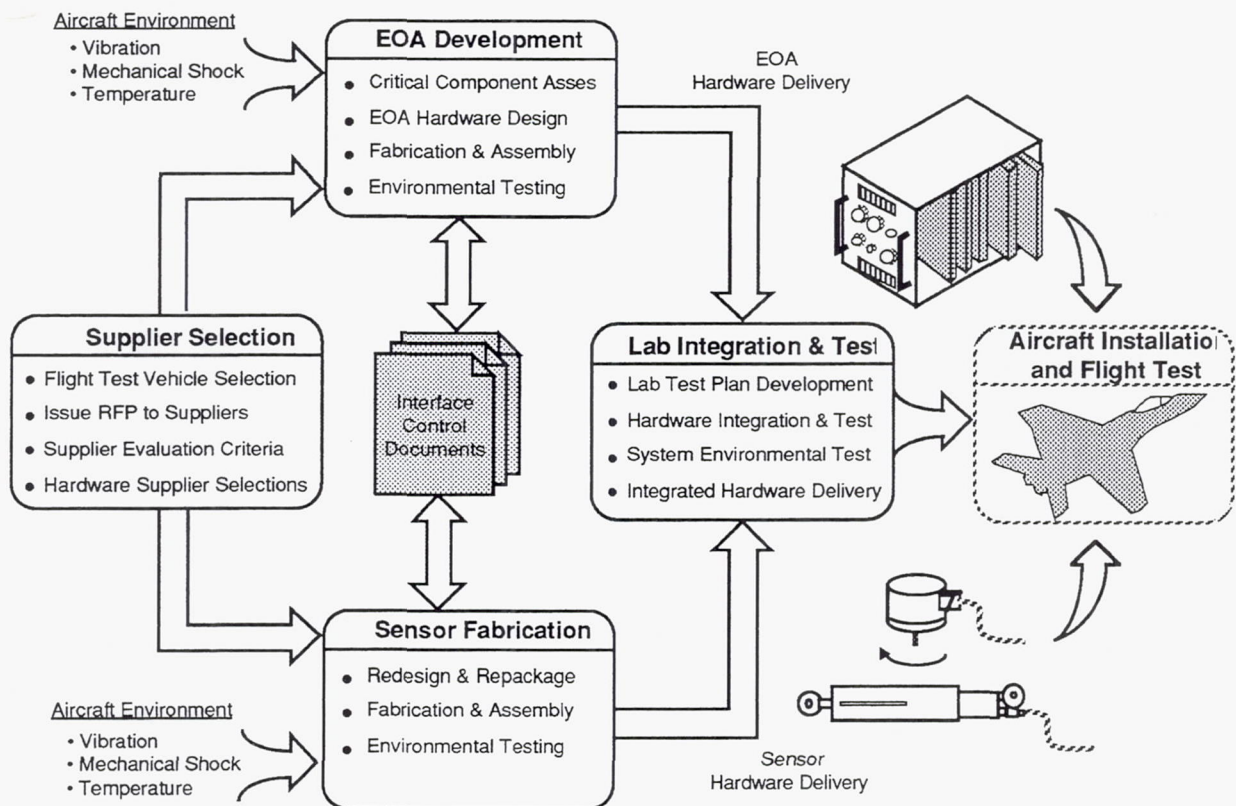 Aircraft Environment
• Vibration
• Mechanical Shock
• Temperature
EOA Development
• Critical Component Asses
• EOA Hardware Design
• Fabrication & Assembly
• Environmental Testing
EOA
Hardware Delivery
Supplier Selection
• Flight Test Vehicle Selection
• Issue RFP to Suppliers
• Supplier Evaluation Criteria
• Hardware Supplier Selections
Interface
Control
Documents
Lab Integration & Test
• Lab Test Plan Development
• Hardware Integration & Test
• System Environmental Test
• Integrated Hardware Delivery
Aircraft Installatio
and Flight Test
Sensor Fabrication
• Redesign & Repackage
• Fabrication & Assembly
• Environmental Testing
Aircraft Environment
• Vibration
• Mechanical Shock
• Temperature
Sensor
Hardware Delivery